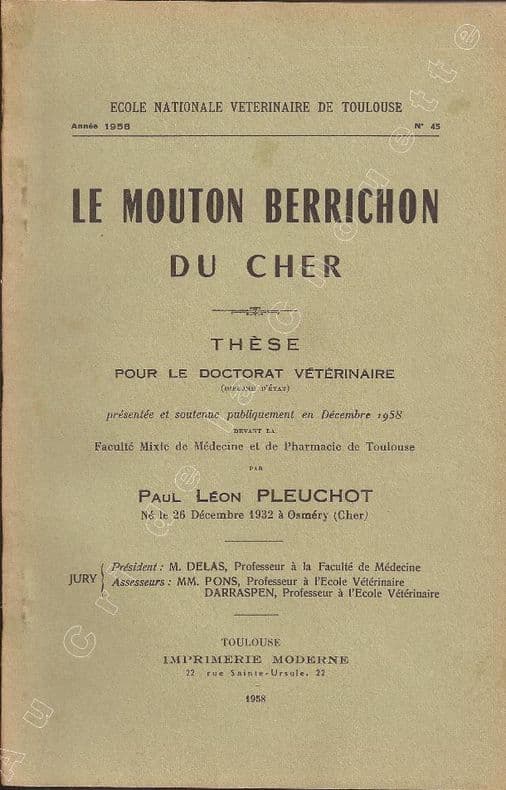 ECOLE NATIONALE VETERINAIRE DE TOULOUSE
Année 1958 N° 45
LE MOUTON BERRICHON
DU CHER
THÈSE
POUR LE DOCTORAT VÉTÉRINAIRE
(DIPLOME D'ÉTAT)
présentée et soutenue publiquement en Décembre 1958
DEVANT LA
Faculté Mixte de Médecine et de Pharmacie de Toulouse
PAR
PAUL LÉON PLEUCHOT
Né le 26 Décembre 1932 à Osméry (Cher)
JURY
Président : M. DELAS, Professeur à la Faculté de Médecine
Assesseurs : MM. PONS, Professeur à l'Ecole Vétérinaire
DARRASPEN, Professeur à l'Ecole Vétérinaire
TOULOUSE
IMPRIMERIE MODERNE
22 rue Sainte-Ursule, 22
1958